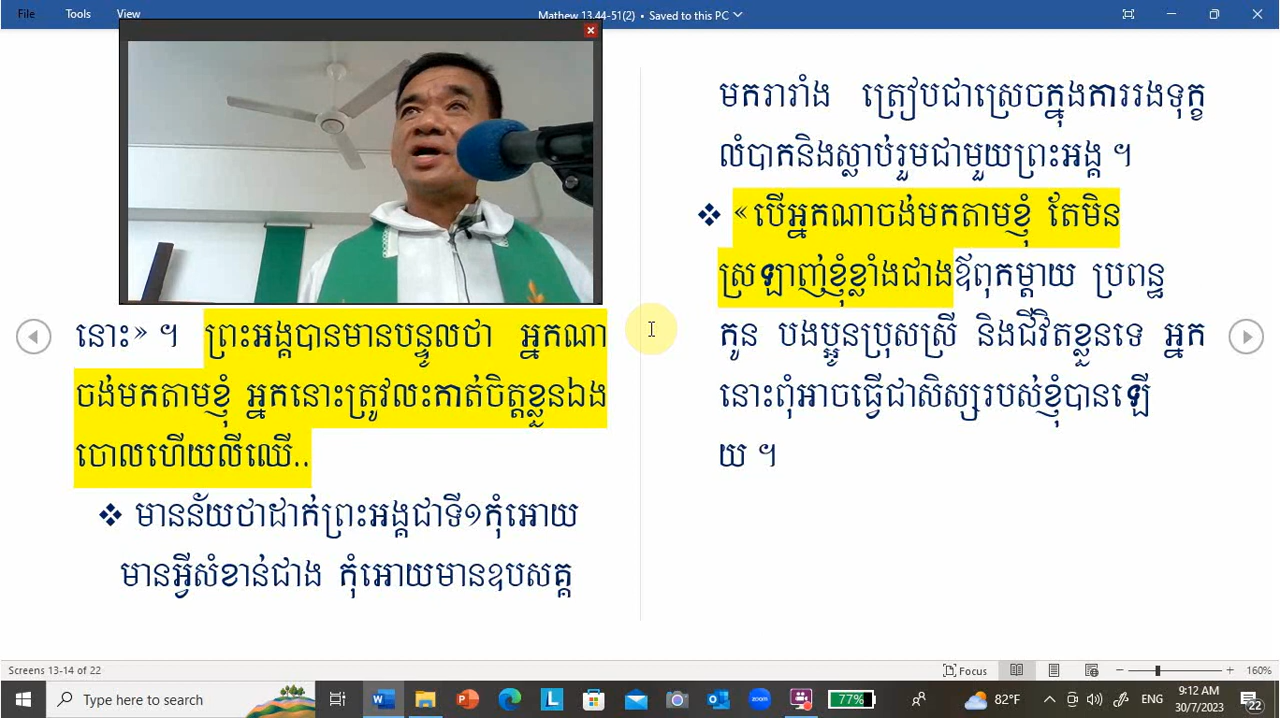 File Tools View
Mathew 13.44-51(2) • Saved to this PC
នោះ» ។ ព្រះអង្គបានមានបន្ទូលថា អ្នកណា
ចង់មកតាមខ្ញុំ អ្នកនោះត្រូវលះកាត់ចិត្តខ្លួនឯង
ចោលហើយលីឈើ..
❖ មានន័យថាដាក់ព្រះអង្គជាទី១កុំអោយ
មានអ្វីសំខាន់ជាង កុំអោយមានឧបសគ្គ
មករារាំង ត្រៀបជាស្រេចក្នុងការរងទុក្ខ
លំបាកនិងស្លាប់រួមជាមួយព្រះអង្គ ។
❖ «បើអ្នកណាចង់មកតាមខ្ញុំ តែមិន
ស្រឡាញ់ខ្ញុំខ្លាំងជាងឪពុកម្ដាយ ប្រពន្ធ
កូន បងប្អូនប្រុសស្រី និងជីវិតខ្លួនទេ អ្នក
នោះពុំអាចធ្វើជាសិស្សរបស់ខ្ញុំបានឡើ
យ ។
Screens 13-14 of 22
Focus
160%
Type here to search
77%
82°F
ENG
9:12 AM
30/7/2023
22